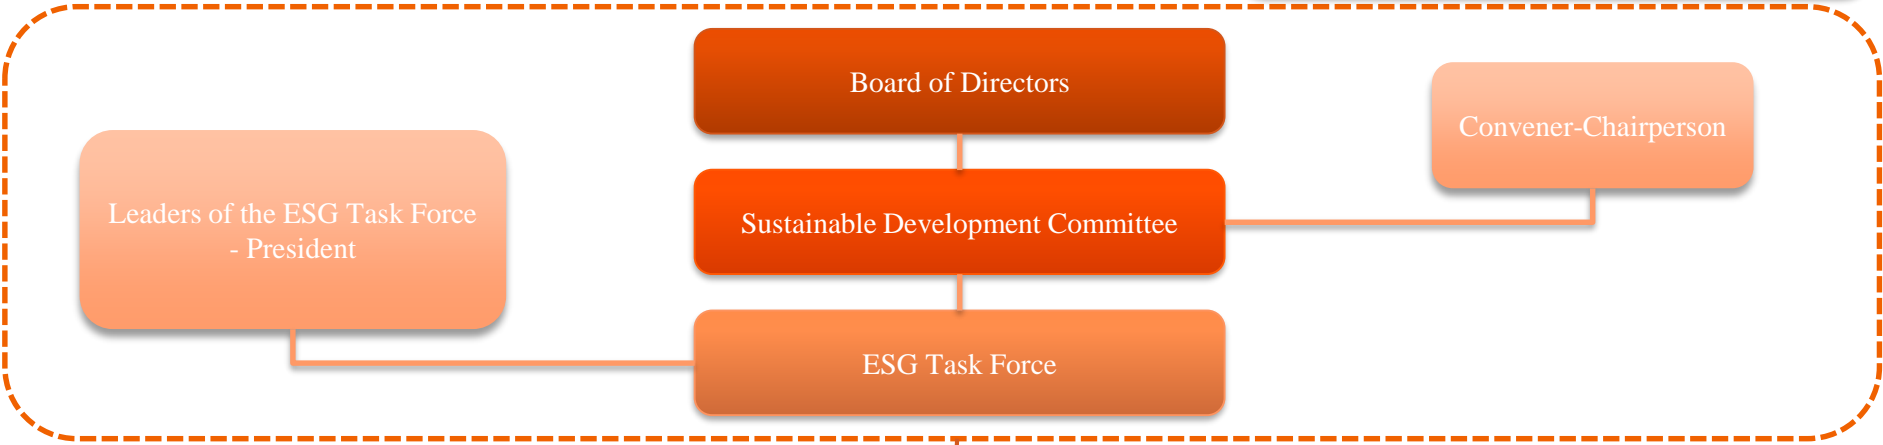 Board of Directors
Convener-Chairperson
Leaders of the ESG Task Force
- President
Sustainable Development Committee
ESG Task Force